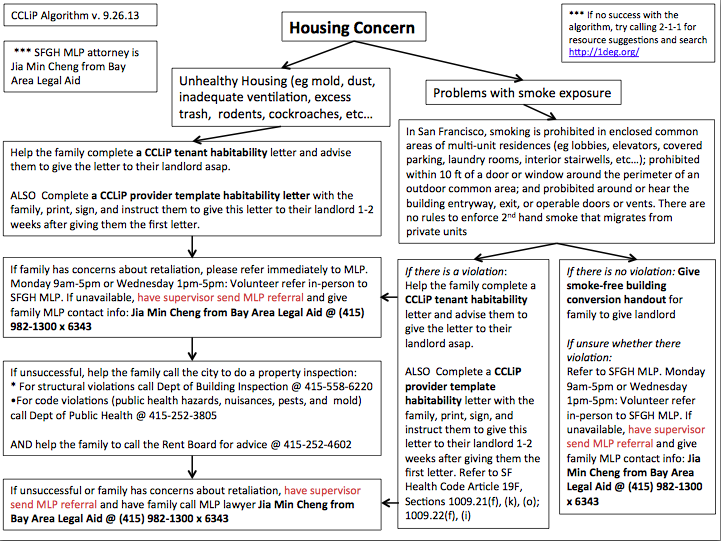 CCLiP Algorithm v. 9.26.13
*** SFGH MLP attorney is
Jia Min Cheng from Bay
Area Legal Aid
Housing Concern
*** If no success with the
algorithm, try calling 2-1-1 for
resource suggestions and search
http://1deg.org/
Unhealthy Housing (eg mold, dust,
inadequate ventilation, excess
trash, rodents, cockroaches, etc…
Problems with smoke exposure
Help the family complete a CCLiP tenant habitability letter and advise
them to give the letter to their landlord asap.
ALSO Complete a CCLiP provider template habitability letter with the
family, print, sign, and instruct them to give this letter to their landlord 1-2
weeks after giving them the first letter.
In San Francisco, smoking is prohibited in enclosed common
areas of multi-unit residences (eg lobbies, elevators, covered
parking, laundry rooms, interior stairwells, etc…); prohibited
within 10 ft of a door or window around the perimeter of an
outdoor common area; and probibited around or hear the
building entryway, exit, or operable doors or vents. There are
no rules to enforce 2nd hand smoke that migrates from
private units
If family has concerns about retaliation, please refer immediately to MLP.
Monday 9am-5pm or Wednesday 1pm-5pm: Volunteer refer in-person to
SFGH MLP. If unavailable, have supervisor send MLP referral and give
family MLP contact info: Jia Min Cheng from Bay Area Legal Aid @ (415)
982-1300 x 6343
If unsuccessful, help the family call the city to do a property inspection:
* For structural violations call Dept of Building Inspection @ 415-558-6220
•For code violations (public health hazards, nuisances, pests, and mold)
call Dept of Public Health @ 415-252-3805
AND help the family to call the Rent Board for advice @ 415-252-4602
If unsuccessful or family has concerns about retaliation, have supervisor
send MLP referral and have family call MLP lawyer Jia Min Cheng from
Bay Area Legal Aid @ (415) 982-1300 x 6343
If there is a violation:
Help the family complete a
CCLiP tenant habitability
letter and advise them to
give the letter to their
landlord asap.
ALSO Complete a CCLiP
provider template
habitability letter with the
family, print, sign, and
instruct them to give this
letter to their landlord 1-2
weeks after giving them the
first letter. Refer to SF
Health Code Article 19F,
Sections 1009.21(f), (k), (o);
1009.22(f), (i)
If there is no violation: Give
smoke-free building
conversion handout for
family to give landlord
If unsure whether there
violation:
Refer to SFGH MLP. Monday
9am-5pm or Wednesday
1pm-5pm: Volunteer refer
in-person to SFGH MLP. If
unavailable, have supervisor
send MLP referral and give
family MLP contact info: Jia
Min Cheng from Bay Area
Legal Aid @ (415) 982-1300 x
6343